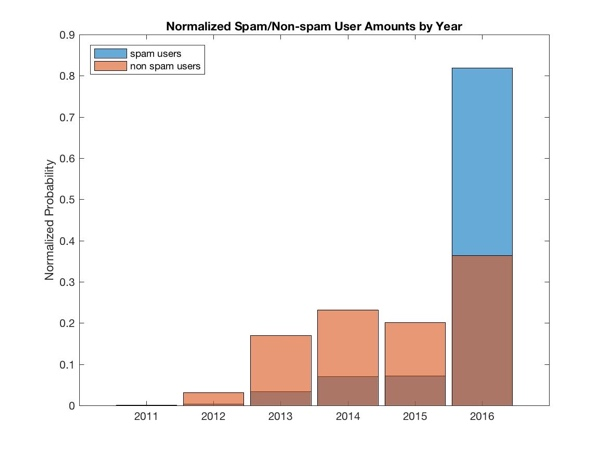 Normalized Spam/Non-spam User Amounts by Year
0.9
spam users
non spam users
0.8
0.7
0.6
0.5
Normalized Probability
0.4
0.3
0.2
0.1
0
2011 2012 2013 2014 2015 2016